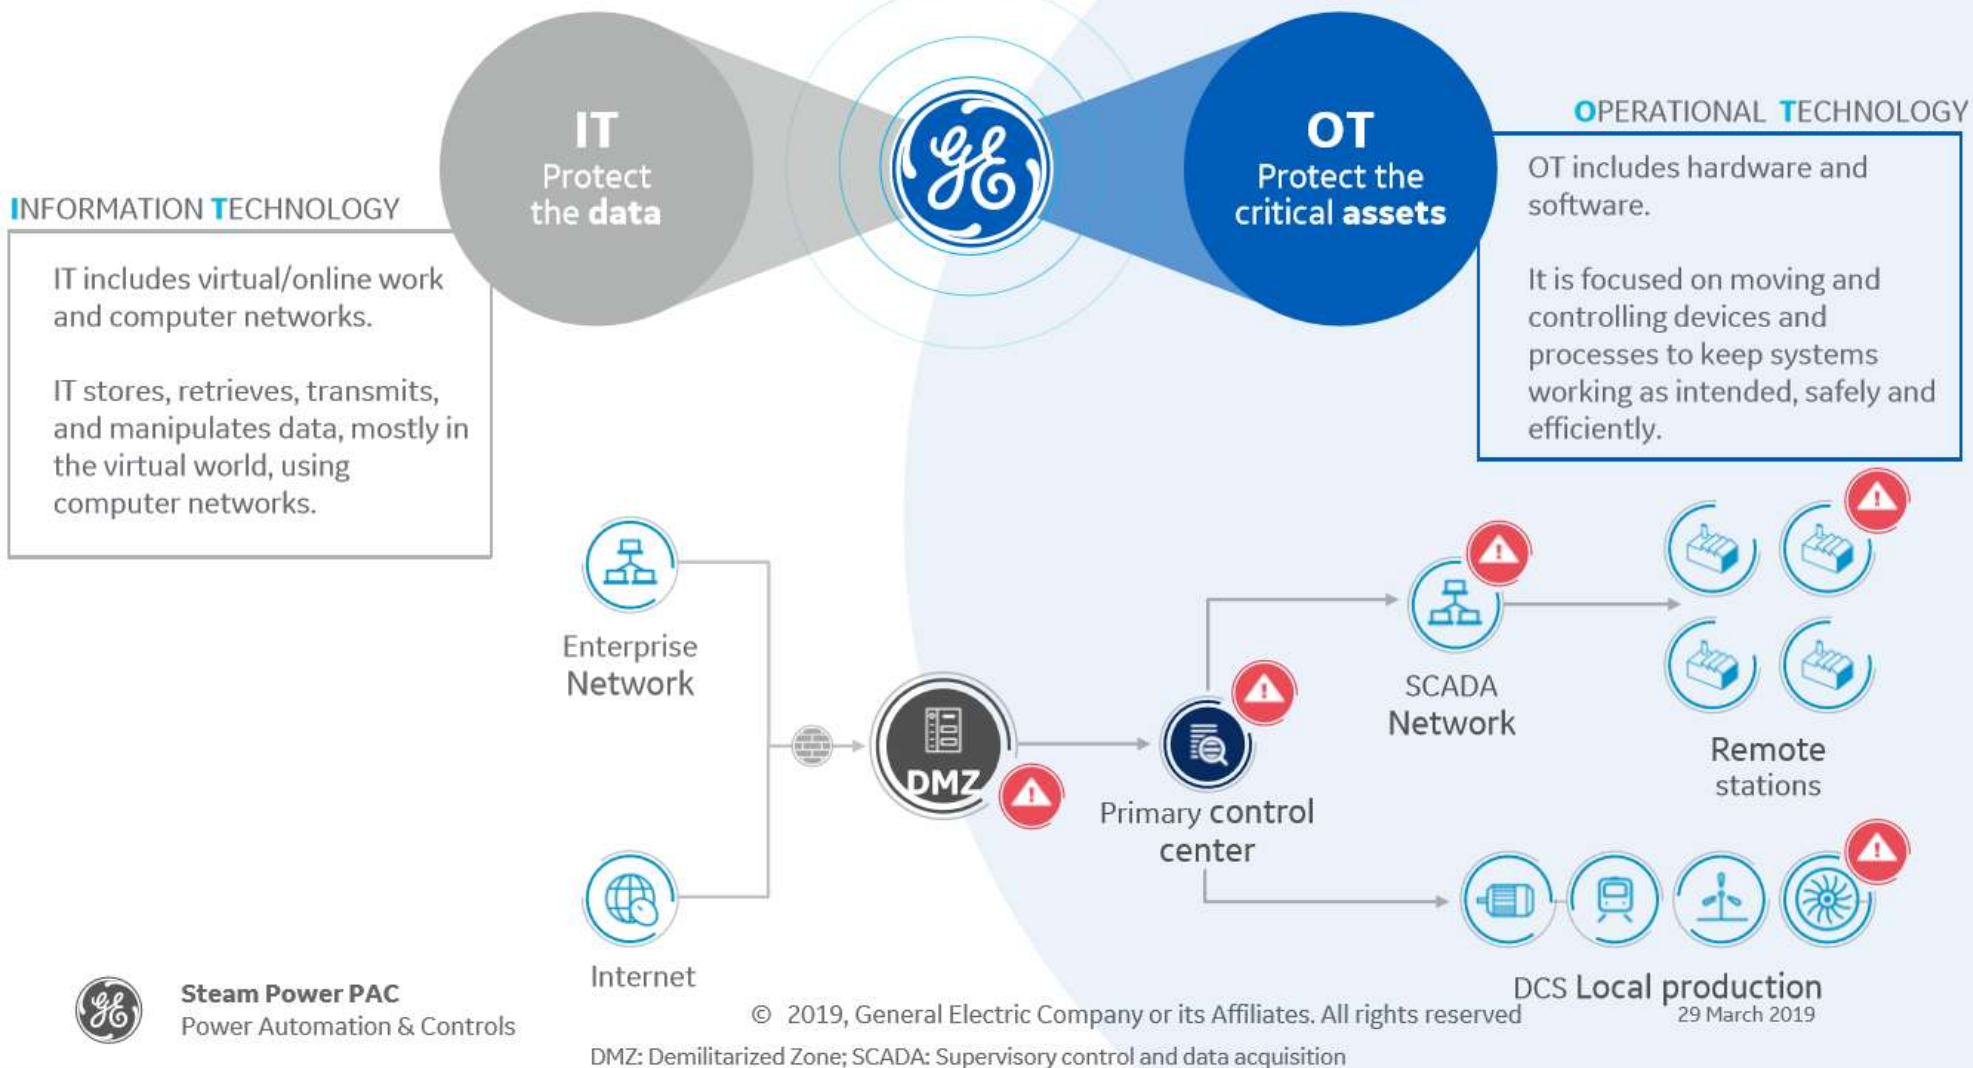 IT
Protect
the data
OT
Protect the
critical assets
INFORMATION TECHNOLOGY
IT includes virtual/online work
and computer networks.
IT stores, retrieves, transmits,
and manipulates data, mostly in
the virtual world, using
computer networks.
OPERATIONAL TECHNOLOGY
OT includes hardware and
software.
It is focused on moving and
controlling devices and
processes to keep systems
working as intended, safely and
efficiently.
Enterprise
Network
Internet
DMZ
Primary control
center
SCADA
Network
Remote
stations
DCS Local production
Steam Power PAC
Power Automation & Controls
© 2019, General Electric Company or its Affiliates. All rights reserved
29 March 2019
DMZ: Demilitarized Zone; SCADA: Supervisory control and data acquisition